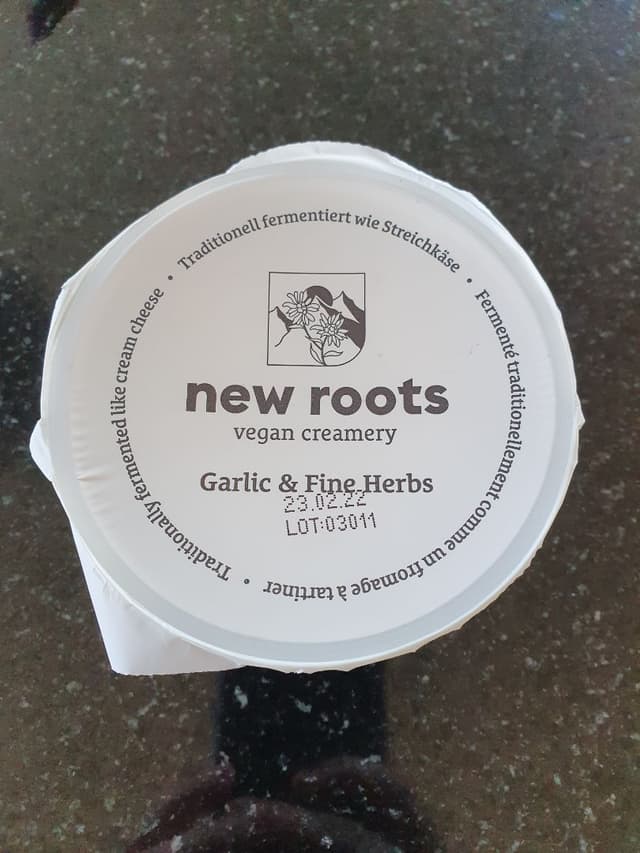 Traditionell fermentiert wie Streichkäse •
Fermenté traditionellement comme un fromage à tartiner •
Traditionally fermented like cream cheese •
new roots
vegan creamery
Garlic & Fine Herbs
23.02.22
LOT:03011